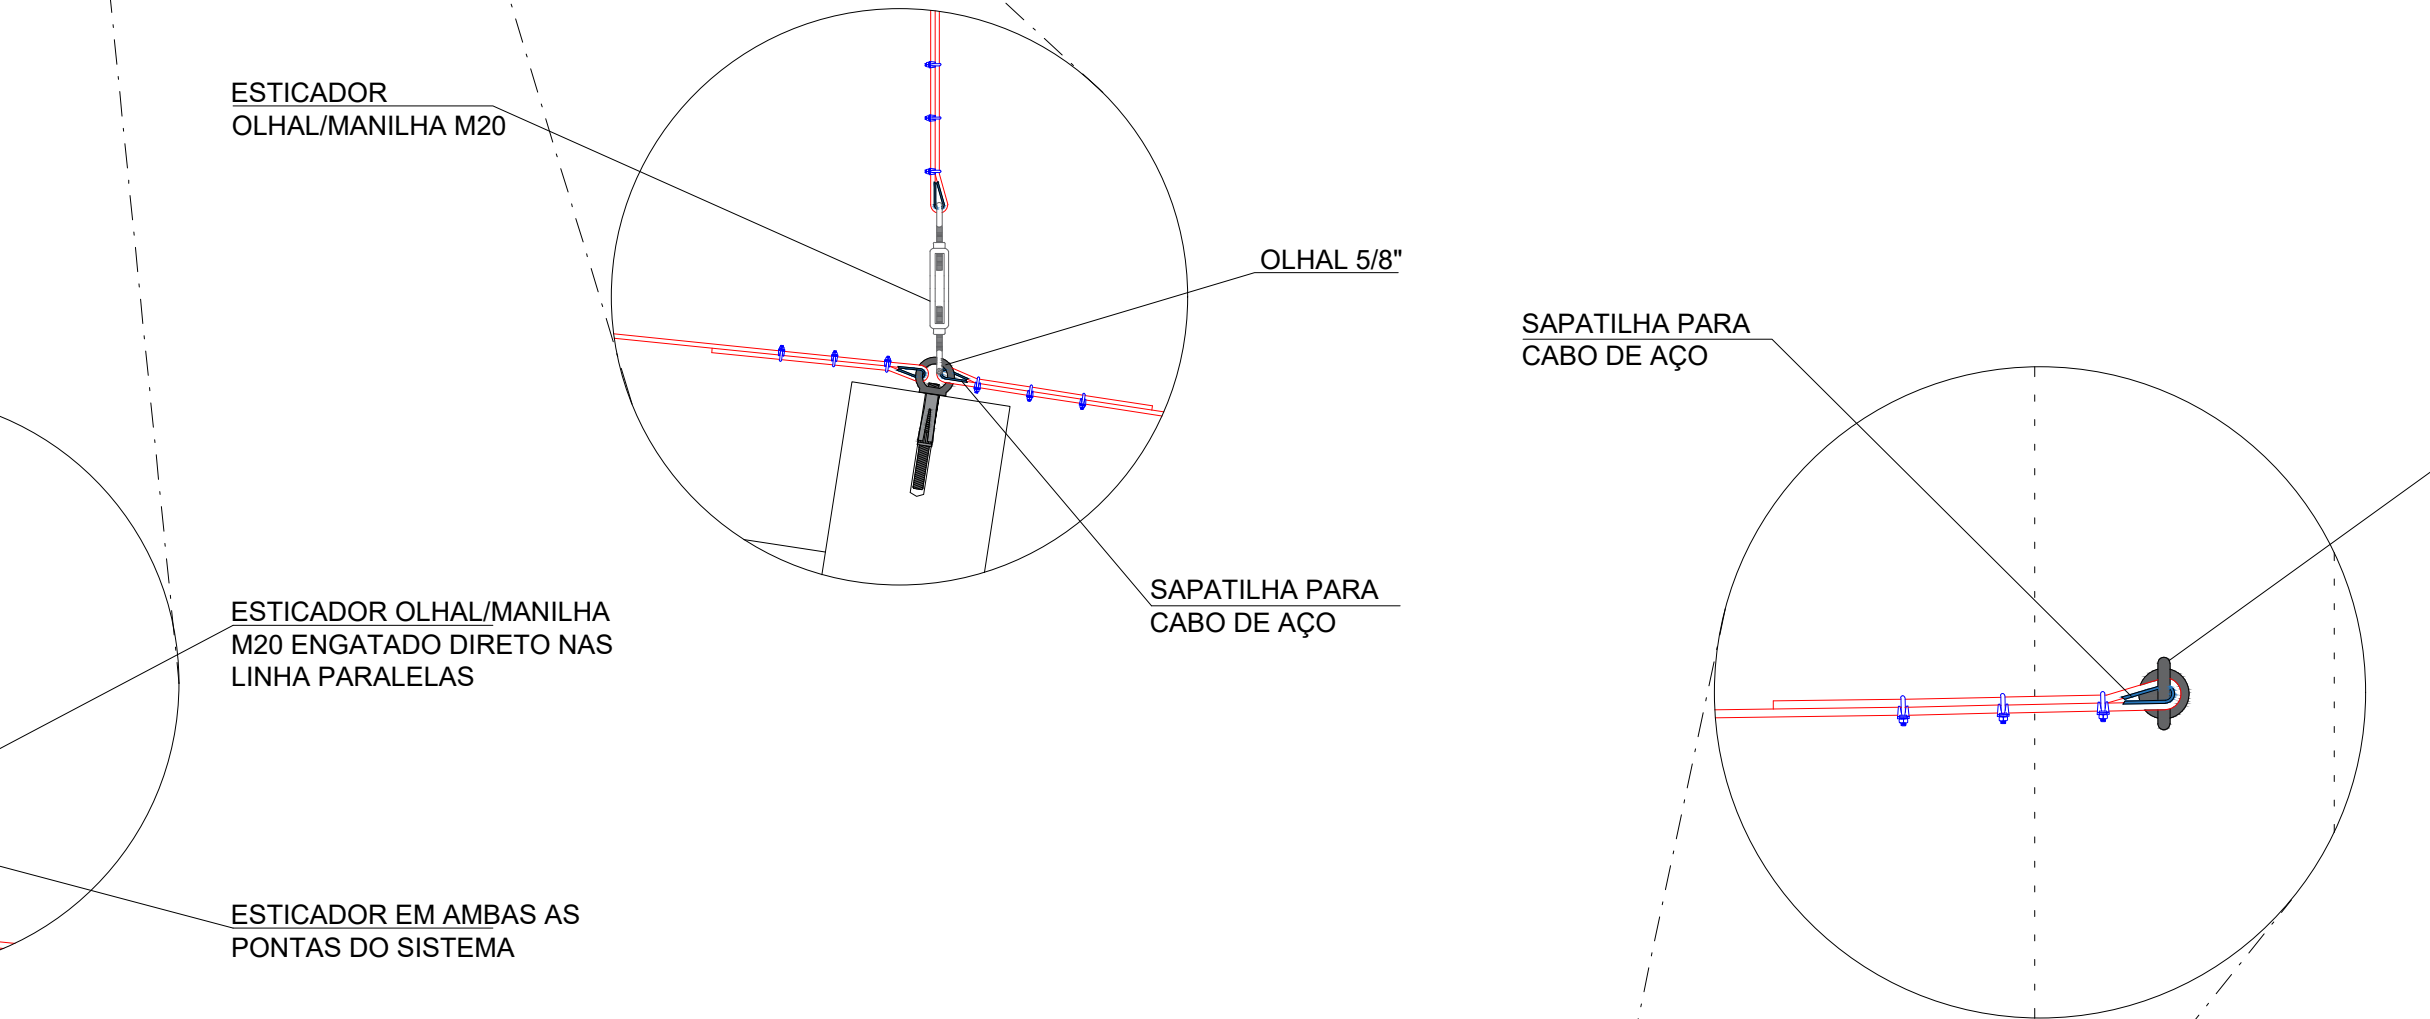 ESTICADOR
OLHAL/MANILHA M20
OLHAL 5/8"
SAPATILHA PARA
CABO DE AÇO
SAPATILHA PARA
CABO DE AÇO
ESTICADOR OLHAL/MANILHA
M20 ENGATADO DIRETO NAS
LINHA PARALELAS
ESTICADOR EM AMBAS AS
PONTAS DO SISTEMA